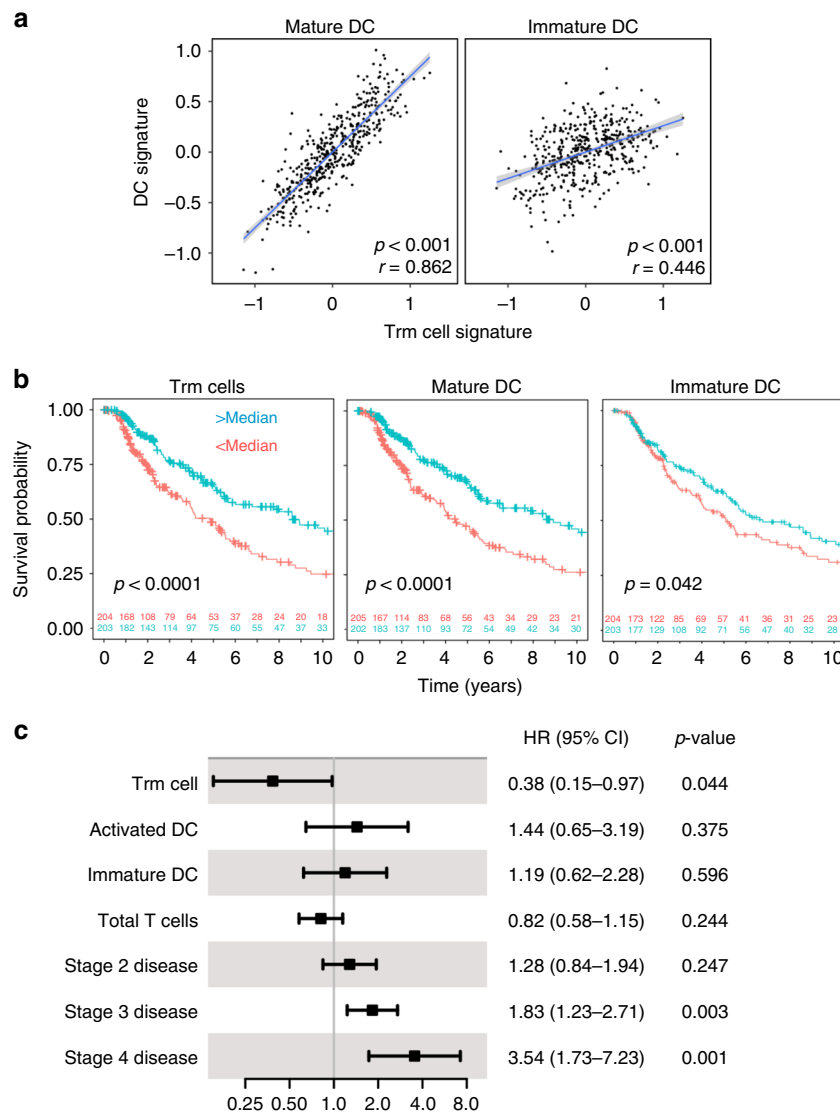 a
Mature DC
Immature DC
1.0
0.5
0.0
−0.5
−1.0
DC signature
p < 0.001
r = 0.862
p < 0.001
r = 0.446
−1 0 1
−1 0 1
Trm cell signature
b
Trm cells
Mature DC
Immature DC
1.00
0.75
0.50
0.25
0.00
Survival probability
>Median
<Median
p < 0.0001
204 168 108 79 64 53 37 28 24 20 18
203 182 143 114 97 75 60 55 47 37 33
0 2 4 6 8 10
p < 0.0001
205 167 114 83 68 56 43 34 29 23 21
202 183 137 110 93 72 54 49 42 34 30
0 2 4 6 8 10
p = 0.042
204 173 122 85 69 57 41 36 31 25 23
203 177 129 108 92 71 56 47 40 32 28
0 2 4 6 8 10
Time (years)
c
HR (95% CI) p-value
Trm cell 0.38 (0.15–0.97) 0.044
Activated DC 1.44 (0.65–3.19) 0.375
Immature DC 1.19 (0.62–2.28) 0.596
Total T cells 0.82 (0.58–1.15) 0.244
Stage 2 disease 1.28 (0.84–1.94) 0.247
Stage 3 disease 1.83 (1.23–2.71) 0.003
Stage 4 disease 3.54 (1.73–7.23) 0.001
0.25 0.50 1.0 2.0 4.0 8.0